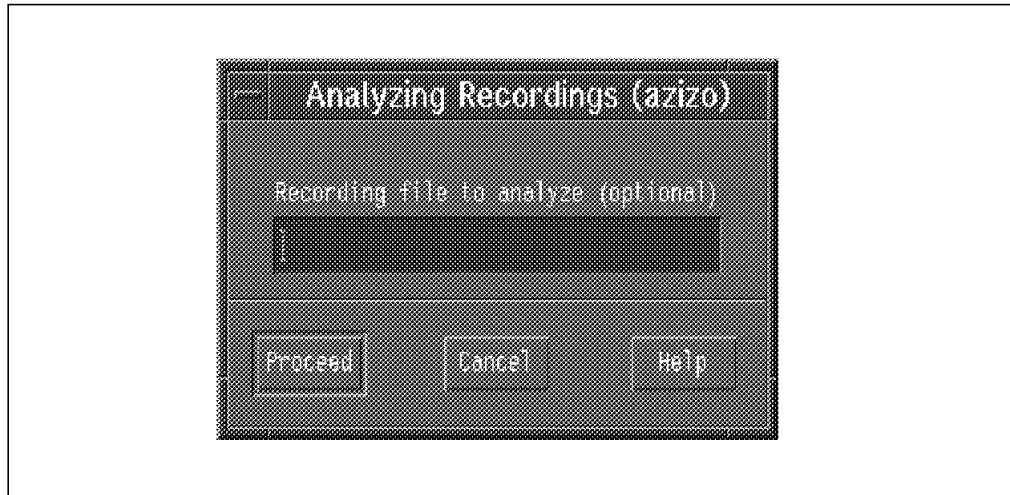 Analyzing Recordings (azizo)
Recording file to analyze (optional)
Proceed Cancel Help